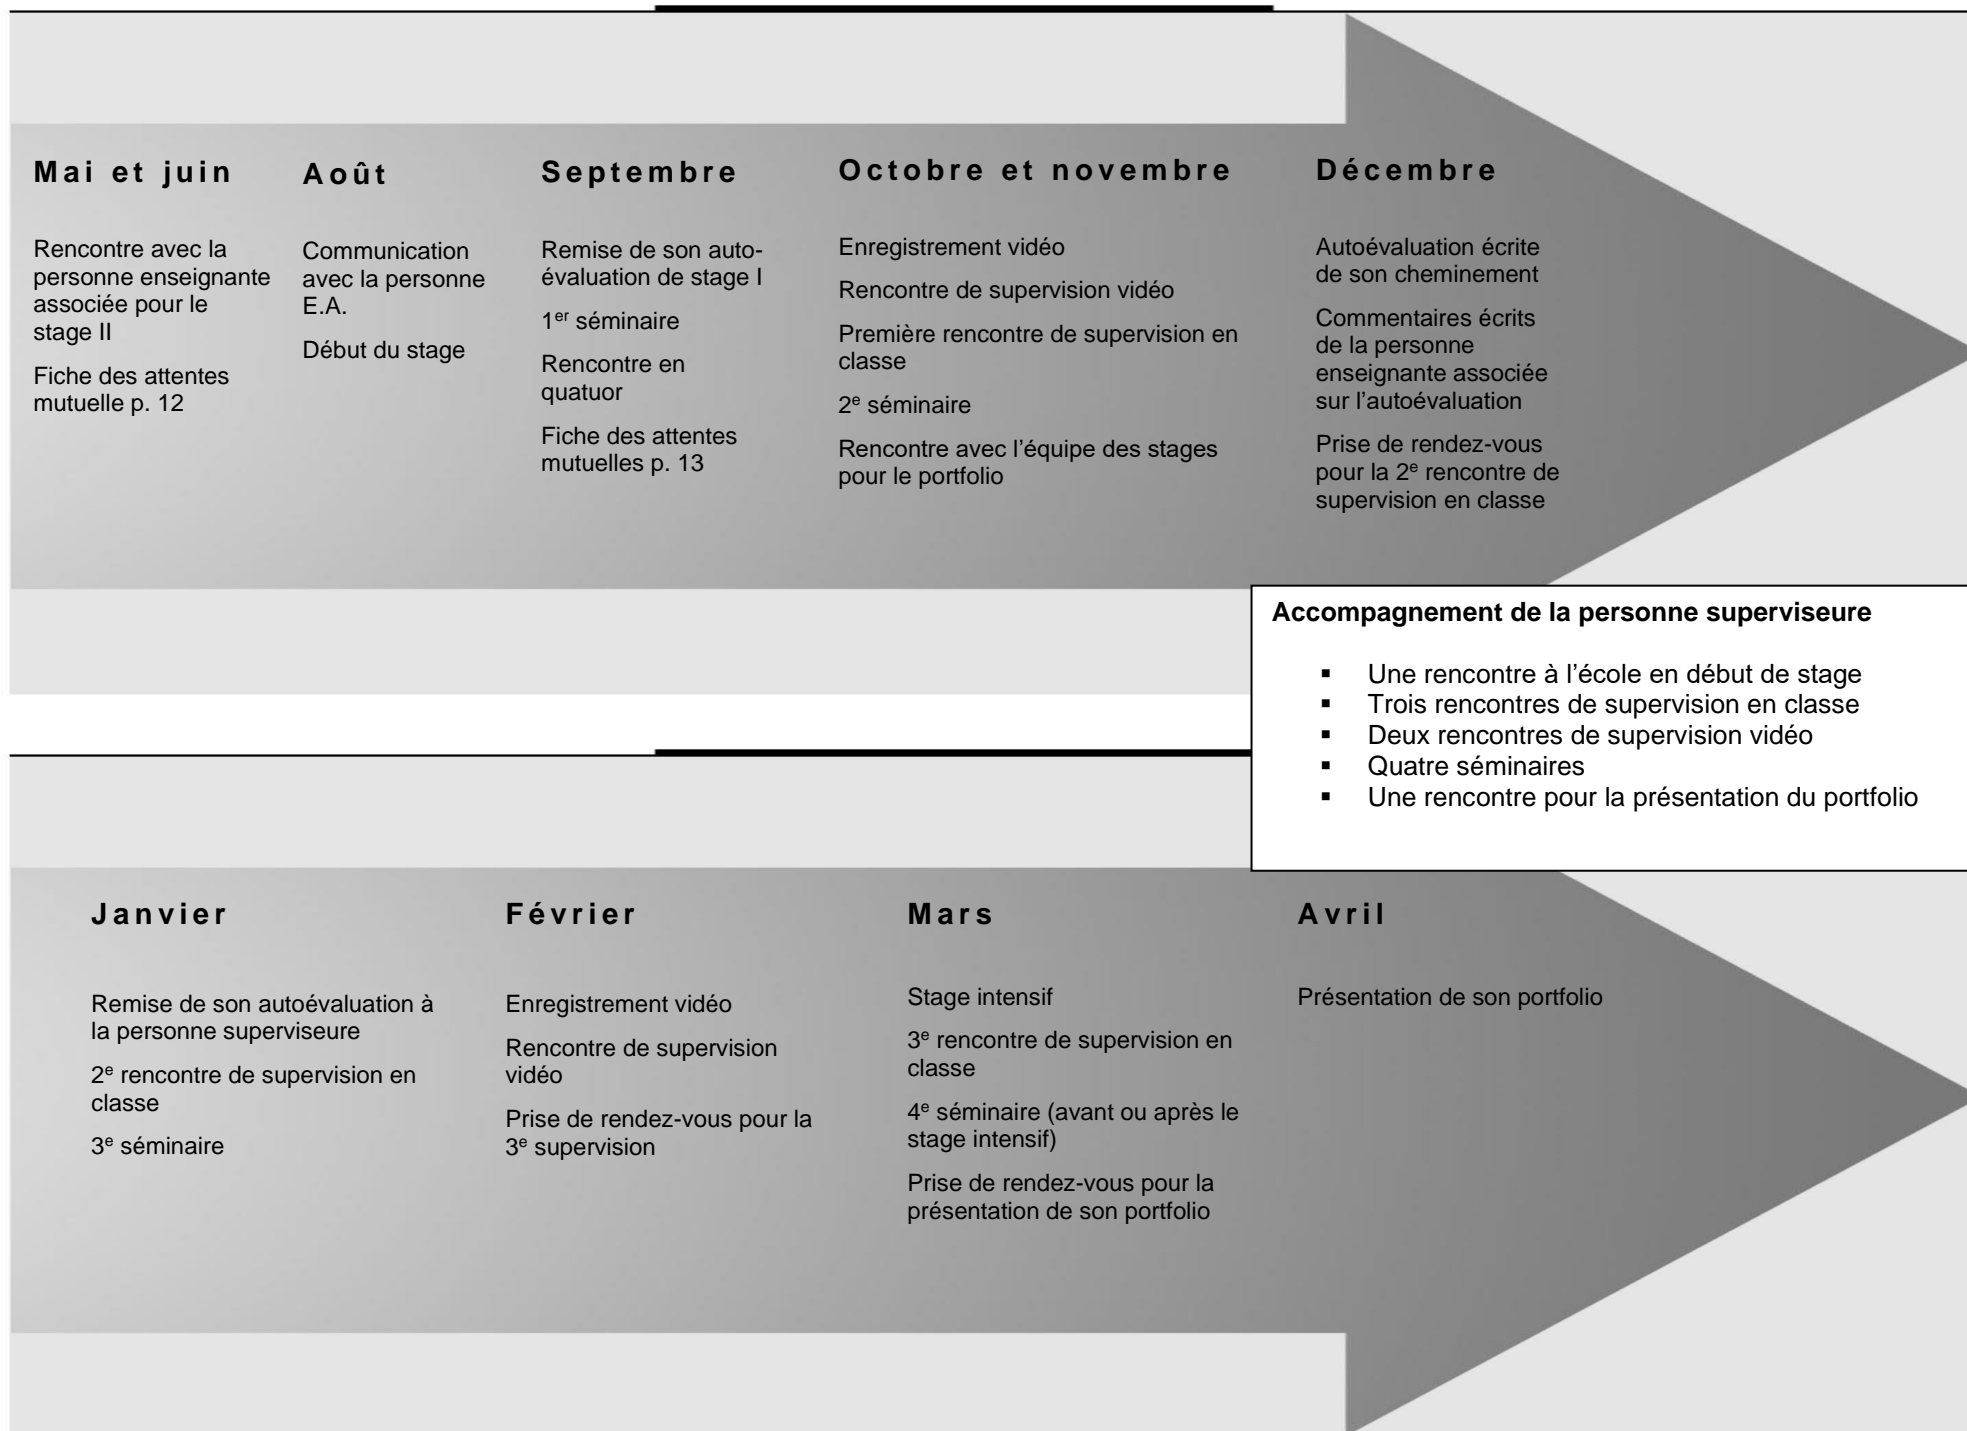 Mai et juin
Rencontre avec la
personne enseignante
associée pour le
stage II
Fiche des attentes
mutuelle p. 12
Août
Communication
avec la personne
E.A.
Début du stage
Septembre
Remise de son auto-
évaluation de stage I
1er séminaire
Rencontre en
quatuor
Fiche des attentes
mutuelles p. 13
Octobre et novembre
Enregistrement vidéo
Rencontre de supervision vidéo
Première rencontre de supervision en
classe
2e séminaire
Rencontre avec l’équipe des stages
pour le portfolio
Décembre
Autoévaluation écrite
de son cheminement
Commentaires écrits
de la personne
enseignante associée
sur l’autoévaluation
Prise de rendez-vous
pour la 2e rencontre de
supervision en classe
Accompagnement de la personne superviseure
▪ Une rencontre à l’école en début de stage
▪ Trois rencontres de supervision en classe
▪ Deux rencontres de supervision vidéo
▪ Quatre séminaires
▪ Une rencontre pour la présentation du portfolio
Janvier
Remise de son autoévaluation à
la personne superviseure
2e rencontre de supervision en
classe
3e séminaire
Février
Enregistrement vidéo
Rencontre de supervision
vidéo
Prise de rendez-vous pour la
3e supervision
Mars
Stage intensif
3e rencontre de supervision en
classe
4e séminaire (avant ou après le
stage intensif)
Prise de rendez-vous pour la
présentation de son portfolio
Avril
Présentation de son portfolio